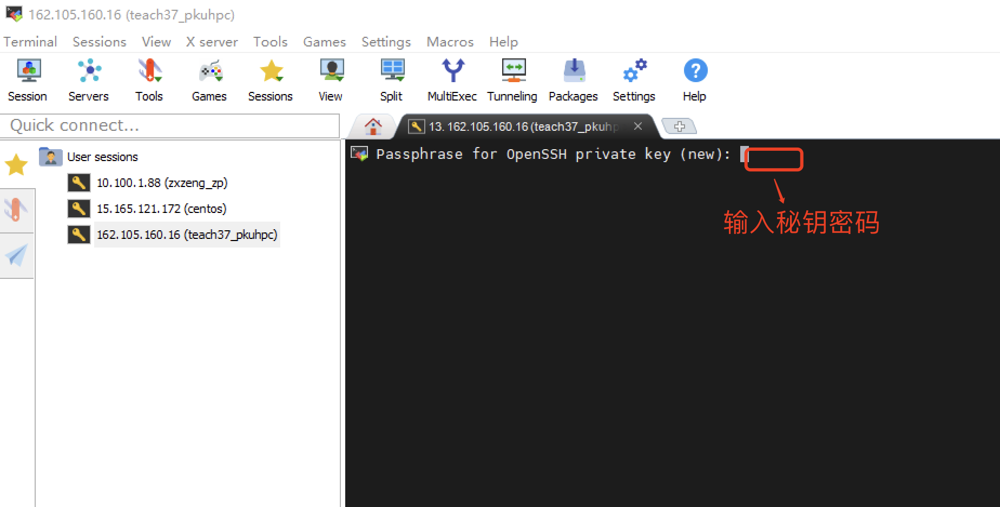 162.105.160.16 (teach37_pkuhpc)
Terminal Sessions View X server Tools Games Settings Macros Help
Session Servers Tools Games Sessions View Split MultiExec Tunneling Packages Settings Help
Quick connect...
13. 162.105.160.16 (teach37_pkuhp
User sessions
10.100.1.88 (zxzeng_zp)
15.165.121.172 (centos)
162.105.160.16 (teach37_pkuhpc)
Passphrase for OpenSSH private key (new):
输入秘钥密码